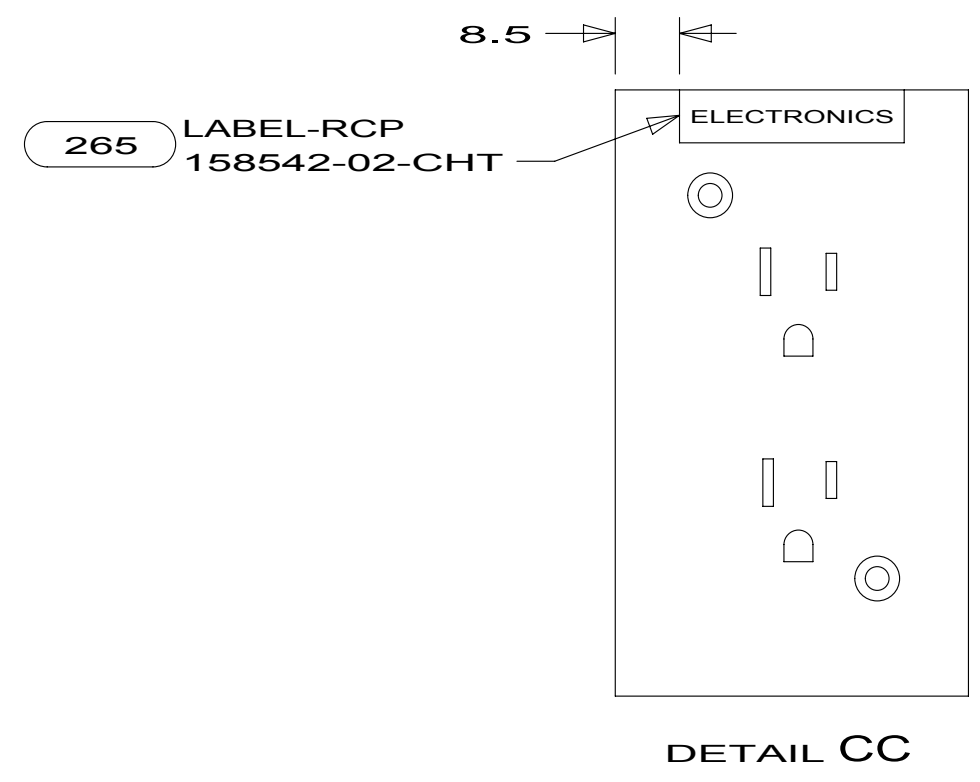 8.5
ELECTRONICS
265
LABEL-RCP
158542-02-CHT
DETAIL CC